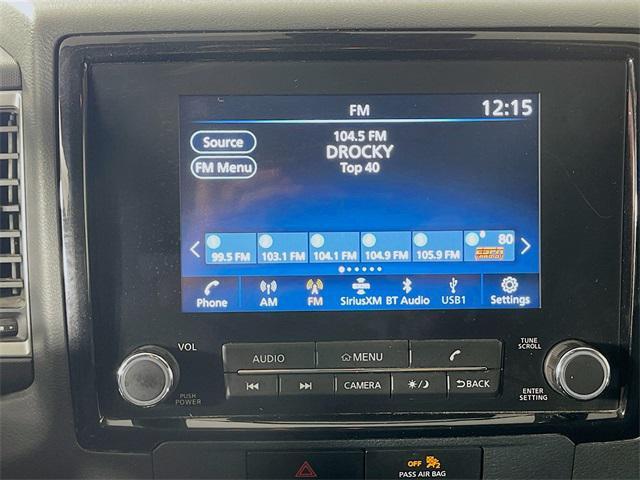 FM
12:15
Source
104.5 FM
DROCKY
FM Menu
Top 40
99.5 FM
103.1 FM
104.1 FM
104.9 FM
105.9 FM
80
ESPN
RADIO
Phone
AM
FM
SiriusXM
BT Audio
USB1
Settings
VOL
AUDIO
MENU
TUNE
SCROLL
PUSH
POWER
CAMERA
BACK
ENTER
SETTING
OFF
PASS AIR BAG